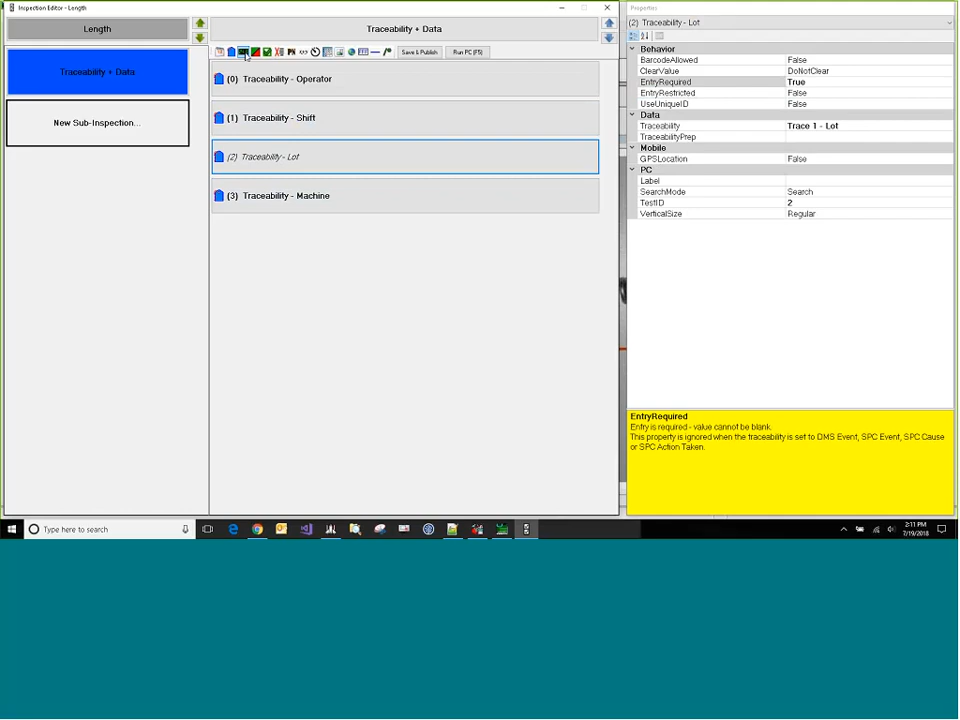 Inspection Editor - Length
Length
Traceability + Data
New Sub-Inspection...
Traceability + Data
Save & Publish
Run PC (F5)
(0) Traceability - Operator
(1) Traceability - Shift
(2) Traceability - Lot
(3) Traceability - Machine
Properties
(2) Traceability - Lot
Behavior
BarcodeAllowed False
ClearValue DoNotClear
EntryRequired True
EntryRestricted False
UseUniqueID False
Data
Traceability Trace 1 - Lot
TraceabilityPrep
Mobile
GPSLocation False
PC
Label
SearchMode Search
TestID 2
VerticalSize Regular
EntryRequired
Entry is required - value cannot be blank.
This property is ignored when the traceability is set to DMS Event, SPC Event, SPC Cause
or SPC Action Taken.
Type here to search
2:11 PM
7/19/2018